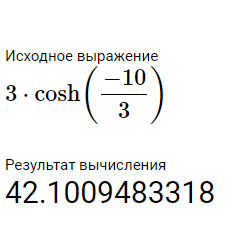 Исходное выражение
3 · cosh(−10/3)
Результат вычисления
42.1009483318